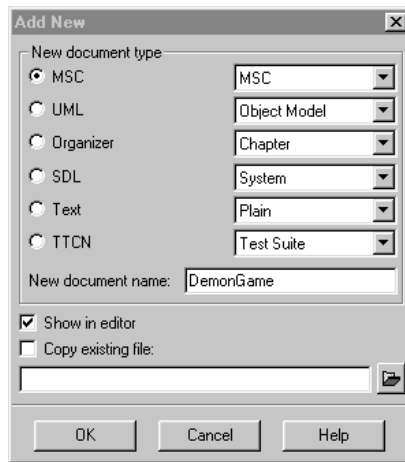 Add New
New document type
MSC MSC
UML Object Model
Organizer Chapter
SDL System
Text Plain
TTCN Test Suite
New document name: DemonGame
Show in editor
Copy existing file:
OK Cancel Help